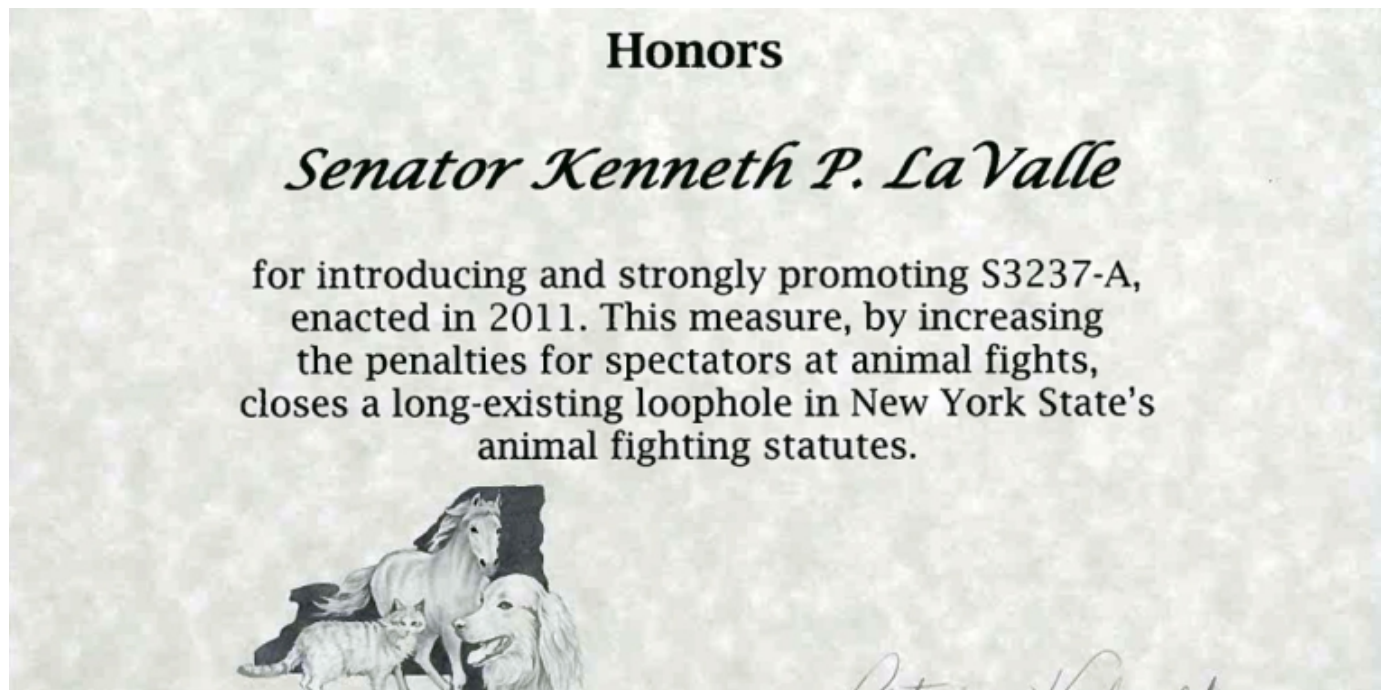 Honors
Senator Kenneth P. LaValle
for introducing and strongly promoting S3237-A,
enacted in 2011. This measure, by increasing
the penalties for spectators at animal fights,
closes a long-existing loophole in New York State's
animal fighting statutes.